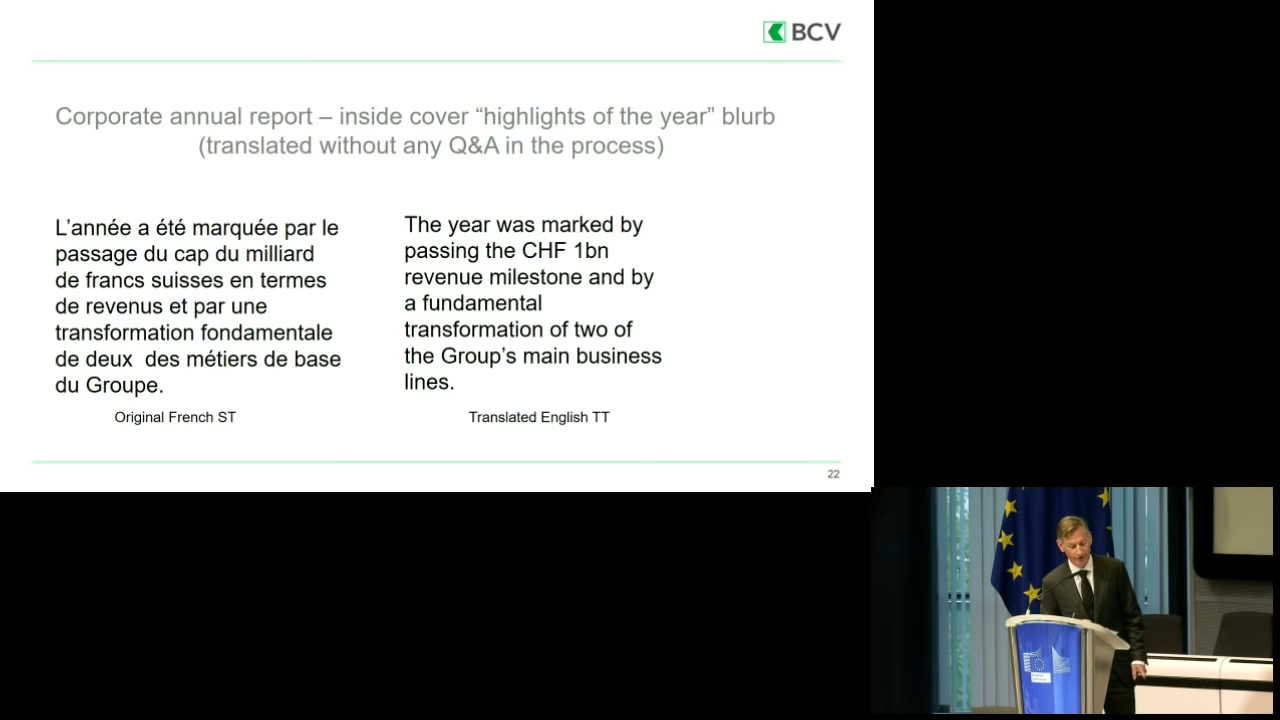 BCV
Corporate annual report – inside cover “highlights of the year” blurb
(translated without any Q&A in the process)
L’année a été marquée par le
passage du cap du milliard
de francs suisses en termes
de revenus et par une
transformation fondamentale
de deux  des métiers de base
du Groupe.
Original French ST
The year was marked by
passing the CHF 1bn
revenue milestone and by
a fundamental
transformation of two of
the Group’s main business
lines.
Translated English TT
22